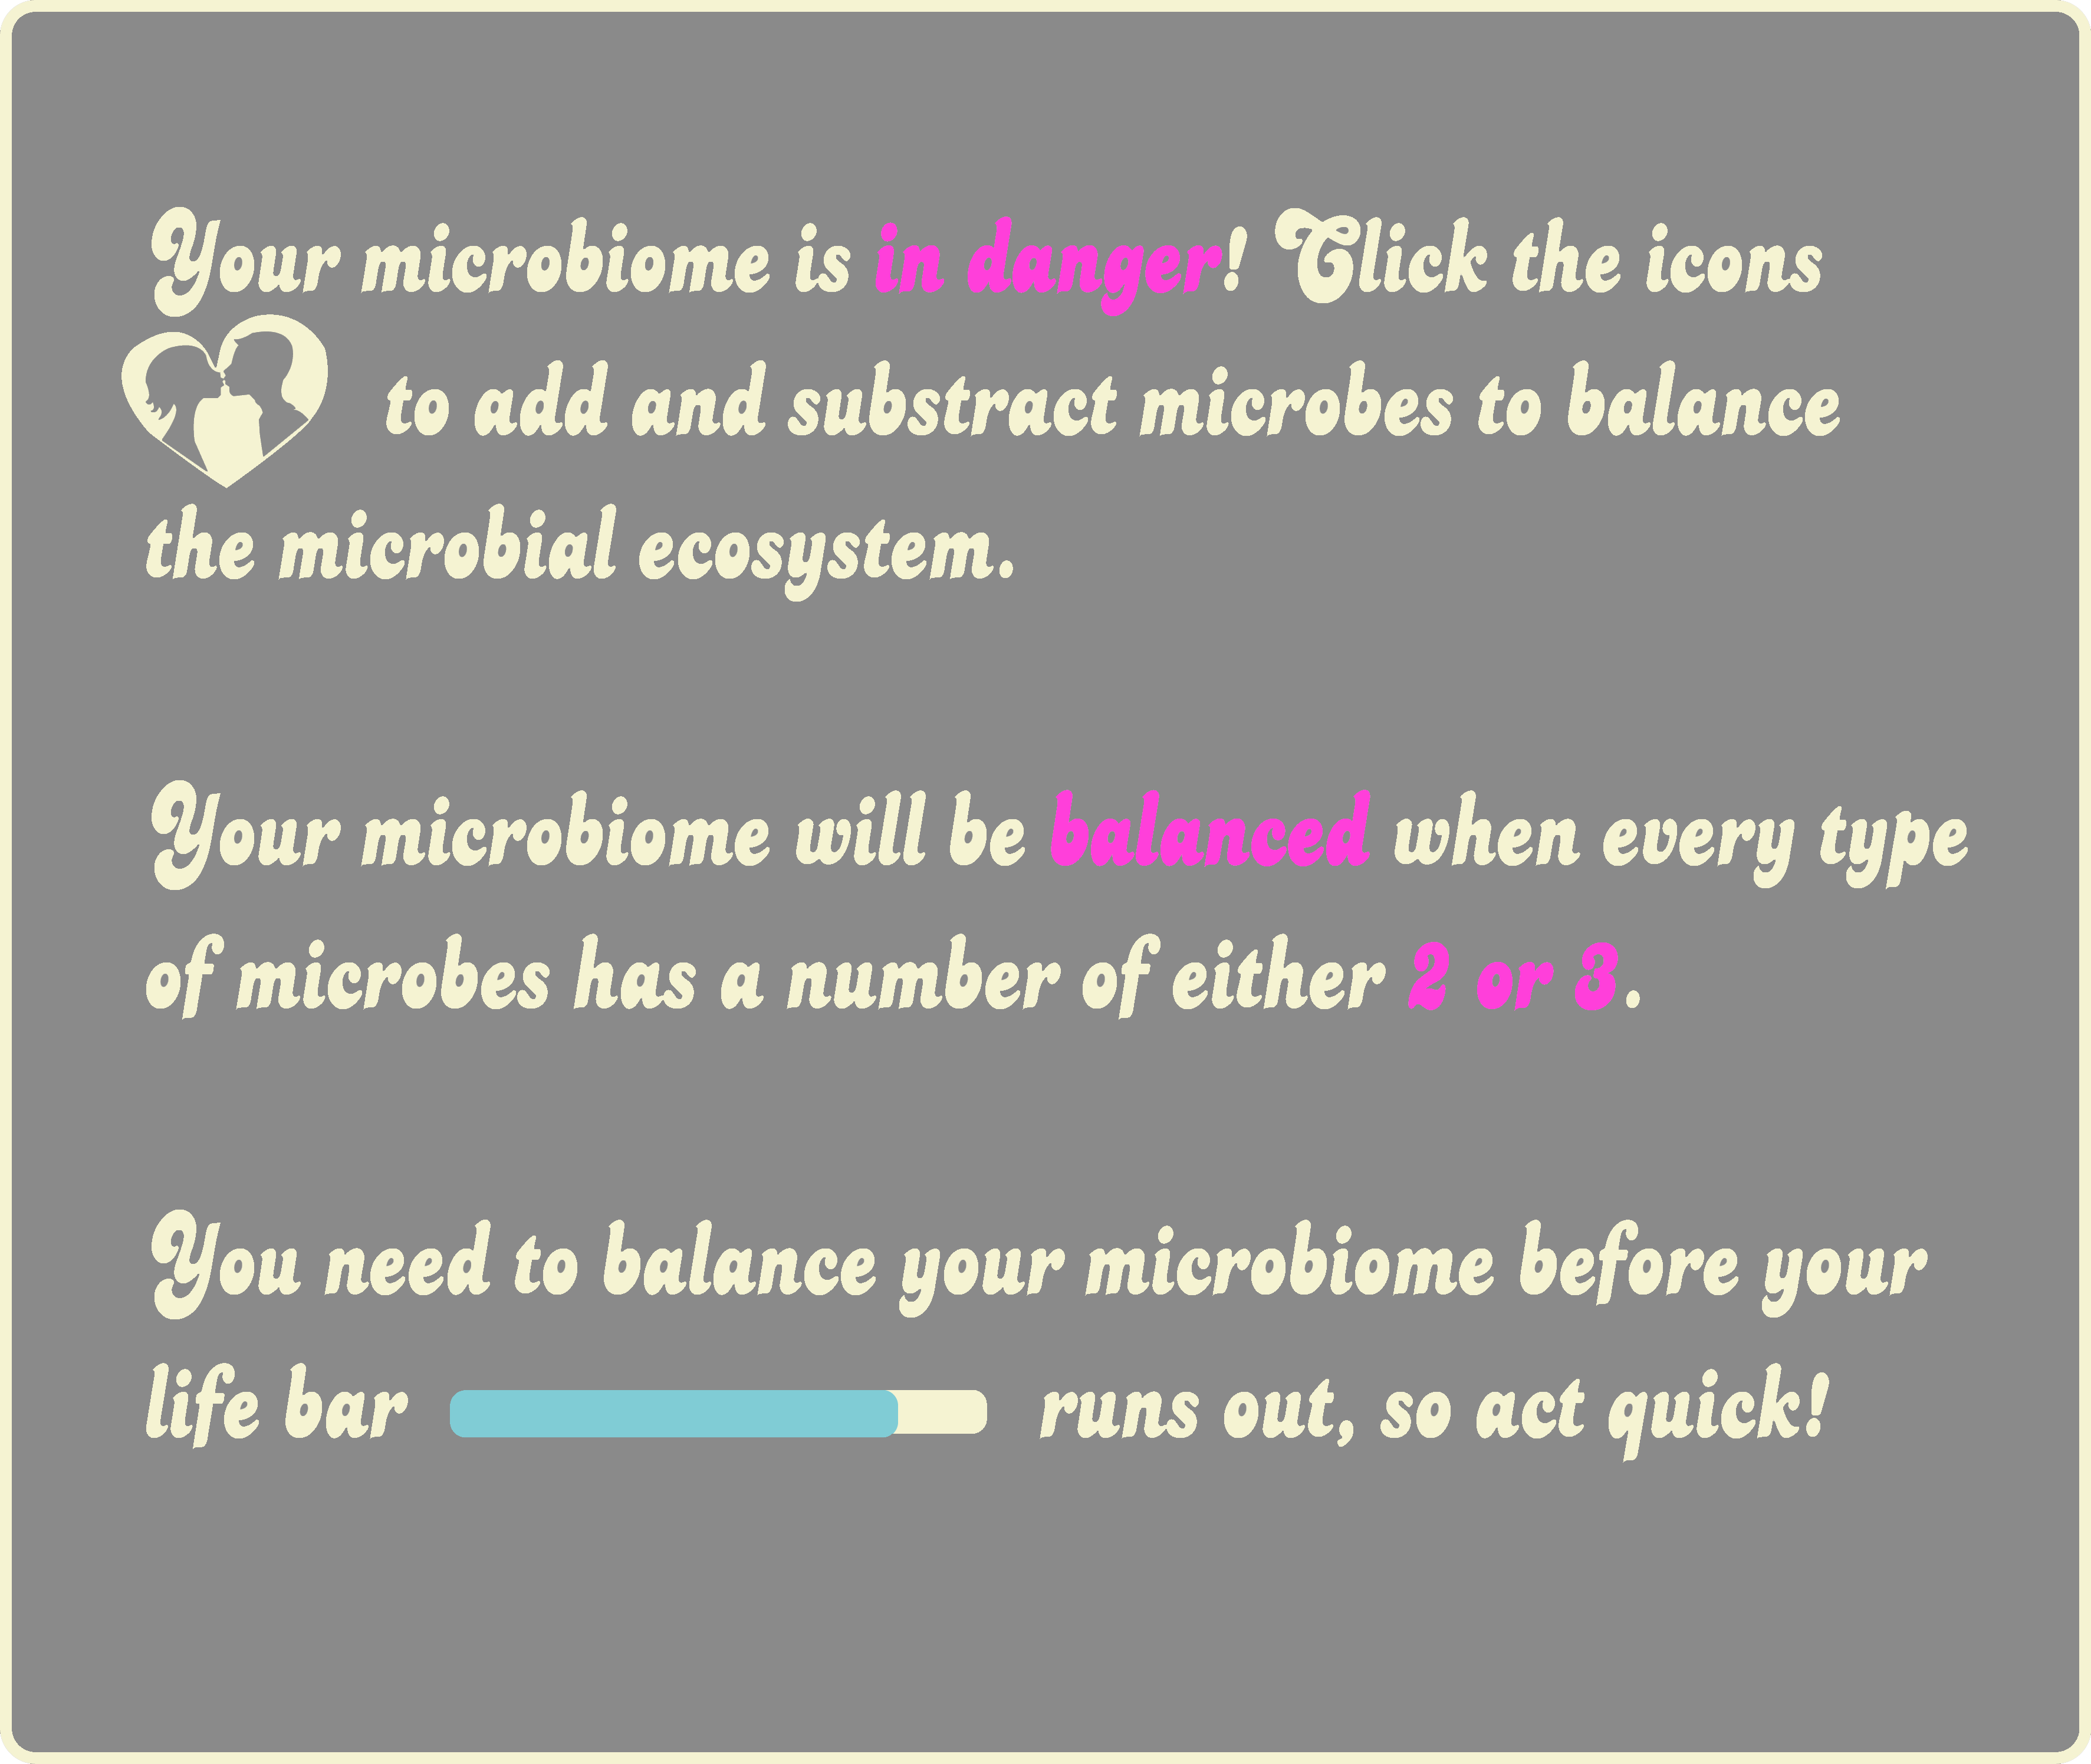 Your microbiome is in danger! Click the icons
to add and substract microbes to balance
the microbial ecosystem.
Your microbiome will be balanced when every type
of microbes has a number of either 2 or 3.
You need to balance your microbiome before your
life bar runs out, so act quick!